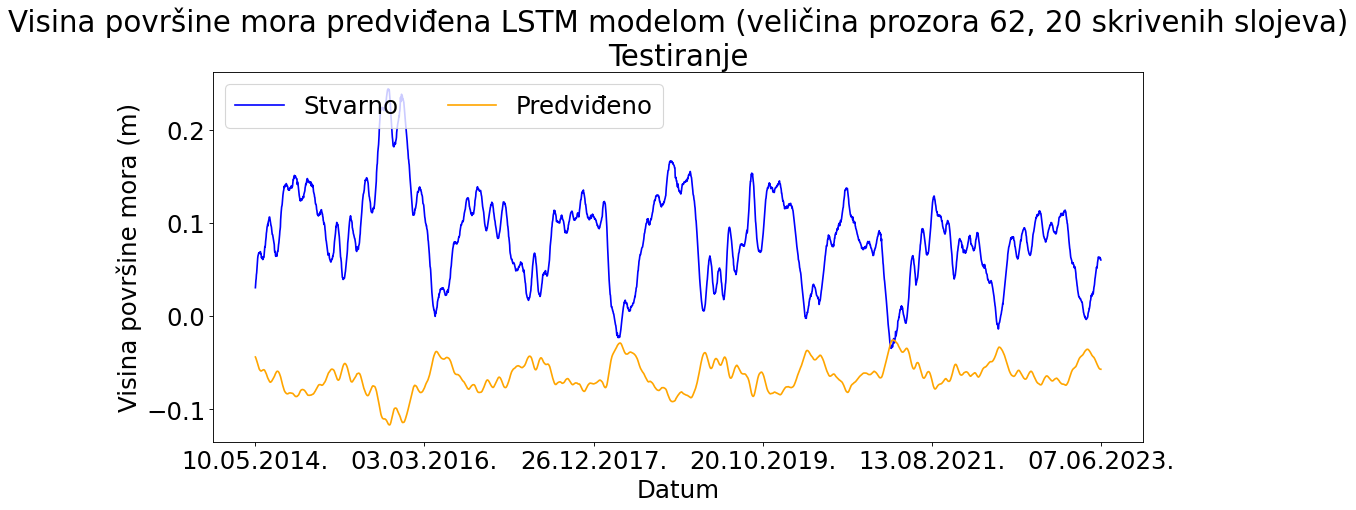 Visina površine mora predviđena LSTM modelom (veličina prozora 62, 20 skrivenih slojeva)
Testiranje
Stvarno Predviđeno
Visina površine mora (m)
0.2
0.1
0.0
−0.1
10.05.2014. 03.03.2016. 26.12.2017. 20.10.2019. 13.08.2021. 07.06.2023.
Datum